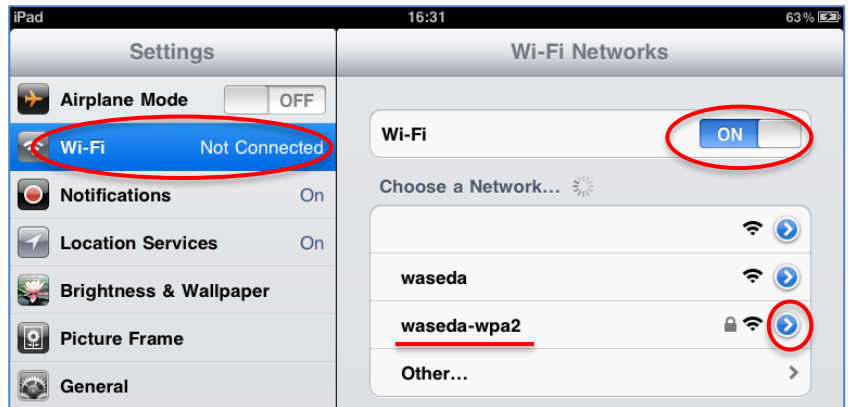 iPad 16:31 63%
Settings
Wi-Fi Networks
Airplane Mode OFF
Wi-Fi Not Connected
Notifications On
Location Services On
Brightness & Wallpaper
Picture Frame
General
Wi-Fi ON
Choose a Network...
waseda
waseda-wpa2
Other...